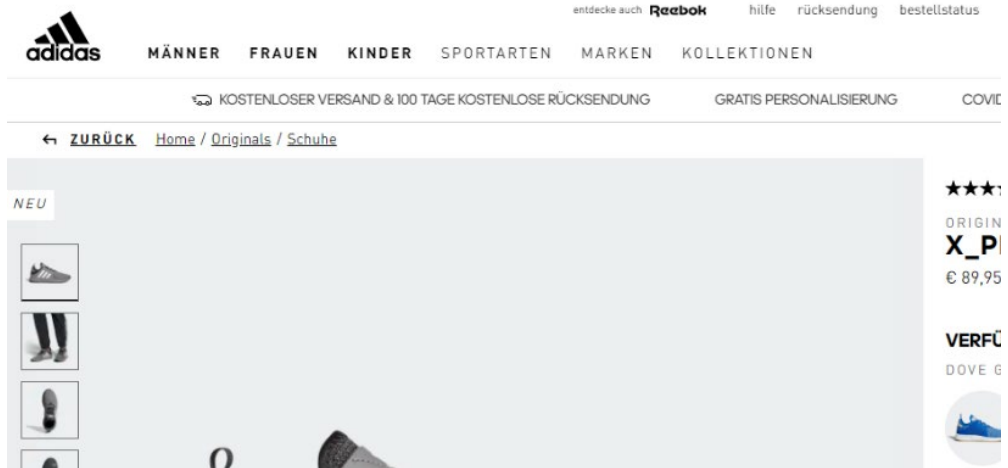 entdecke auch Reebok hilfe rücksendung bestellstatus
adidas
MÄNNER FRAUEN KINDER SPORTARTEN MARKEN KOLLEKTIONEN
KOSTENLOSER VERSAND & 100 TAGE KOSTENLOSE RÜCKSENDUNG GRATIS PERSONALISIERUNG COVID
ZURÜCK Home / Originals / Schuhe
NEU
ORIGIN
X_P
€ 89,95
VERFÜ
DOVE G